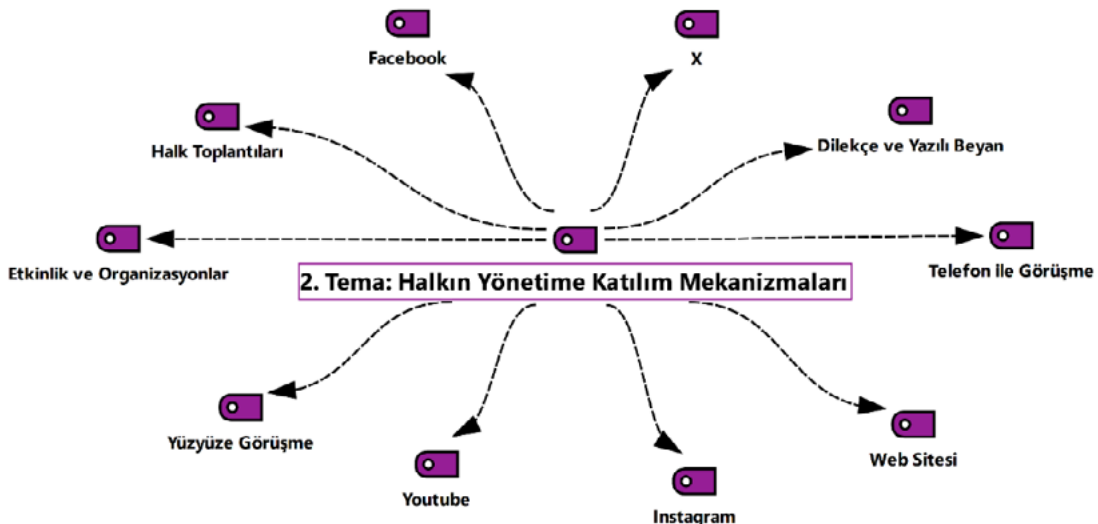 Facebook
X
Halk Toplantıları
Dilekçe ve Yazılı Beyan
Etkinlik ve Organizasyonlar
2. Tema: Halkın Yönetime Katılım Mekanizmaları
Telefon ile Görüşme
Yüzyüze Görüşme
Youtube
Instagram
Web Sitesi